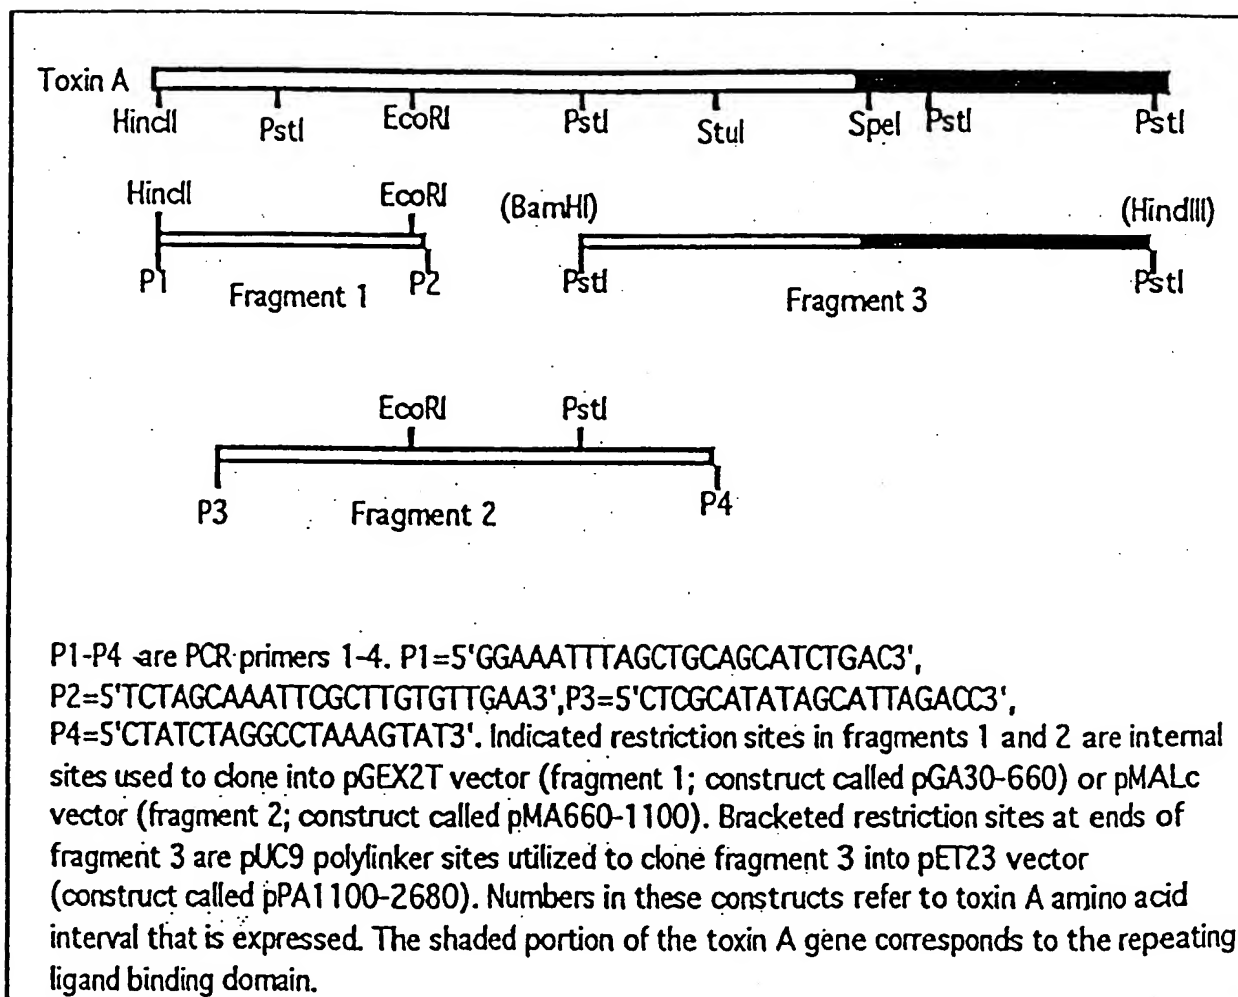 Toxin A
HincII PstI EcoRI PstI StuI SpeI PstI PstI
HincII EcoRI (BamHI) (HindIII)
P1 Fragment 1 P2 PstI Fragment 3 PstI
EcoRI PstI
P3 Fragment 2 P4
P1-P4 are PCR primers 1-4. P1=5'GGAAATTTAGCTGCAGCATCTGAC3',
P2=5'TCTAGCAAATTCGCTTGTGTTGAA3',P3=5'CTCGCATATAGCATTAGACC3',
P4=5'CTATCTAGGCCTAAAGTAT3'. Indicated restriction sites in fragments 1 and 2 are internal
sites used to clone into pGEX2T vector (fragment 1; construct called pGA30-660) or pMALc
vector (fragment 2; construct called pMA660-1100). Bracketed restriction sites at ends of
fragment 3 are pUC9 polylinker sites utilized to clone fragment 3 into pET23 vector
(construct called pPA1100-2680). Numbers in these constructs refer to toxin A amino acid
interval that is expressed. The shaded portion of the toxin A gene corresponds to the repeating
ligand binding domain.